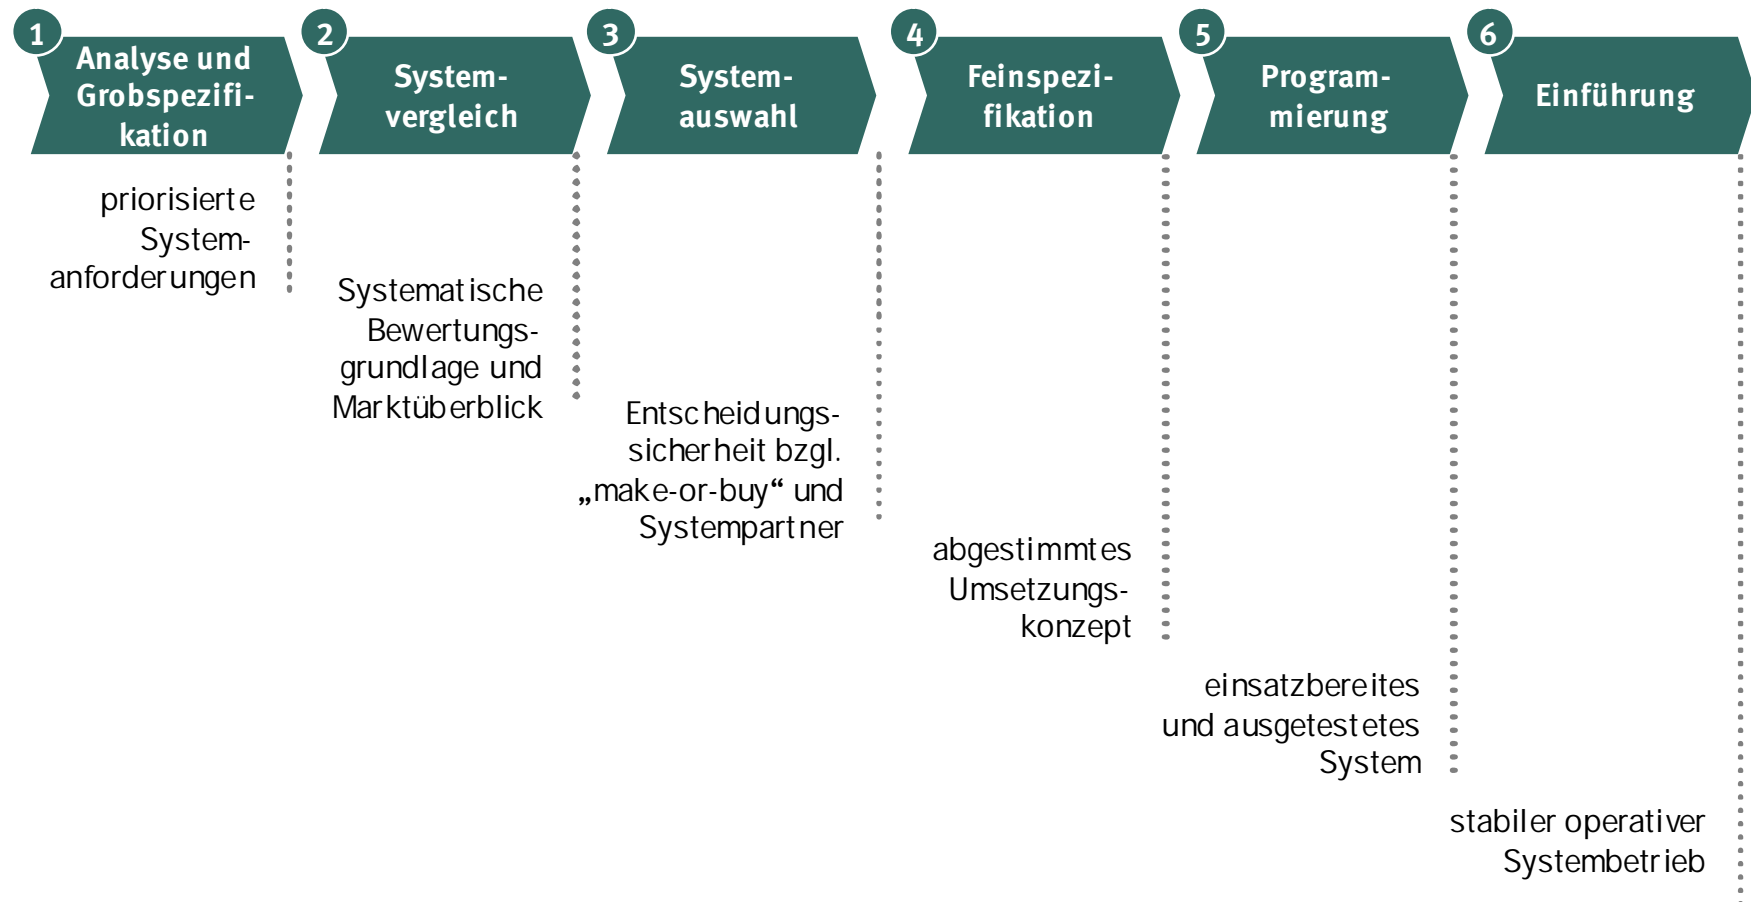 1
Analyse und
Grobspezifi-
kation
2
System-
vergleich
3
System-
auswahl
4
Feinspezi-
fikation
5
Program-
mierung
6
Einführung
priorisierte
System-
anforderungen
Systematische
Bewertungs-
grundlage und
Marktüberblick
Entscheidungs-
sicherheit bzgl.
„make-or-buy“ und
Systempartner
abgestimmtes
Umsetzungs-
konzept
einsatzbereites
und ausgetestetes
System
stabiler operativer
Systembetrieb